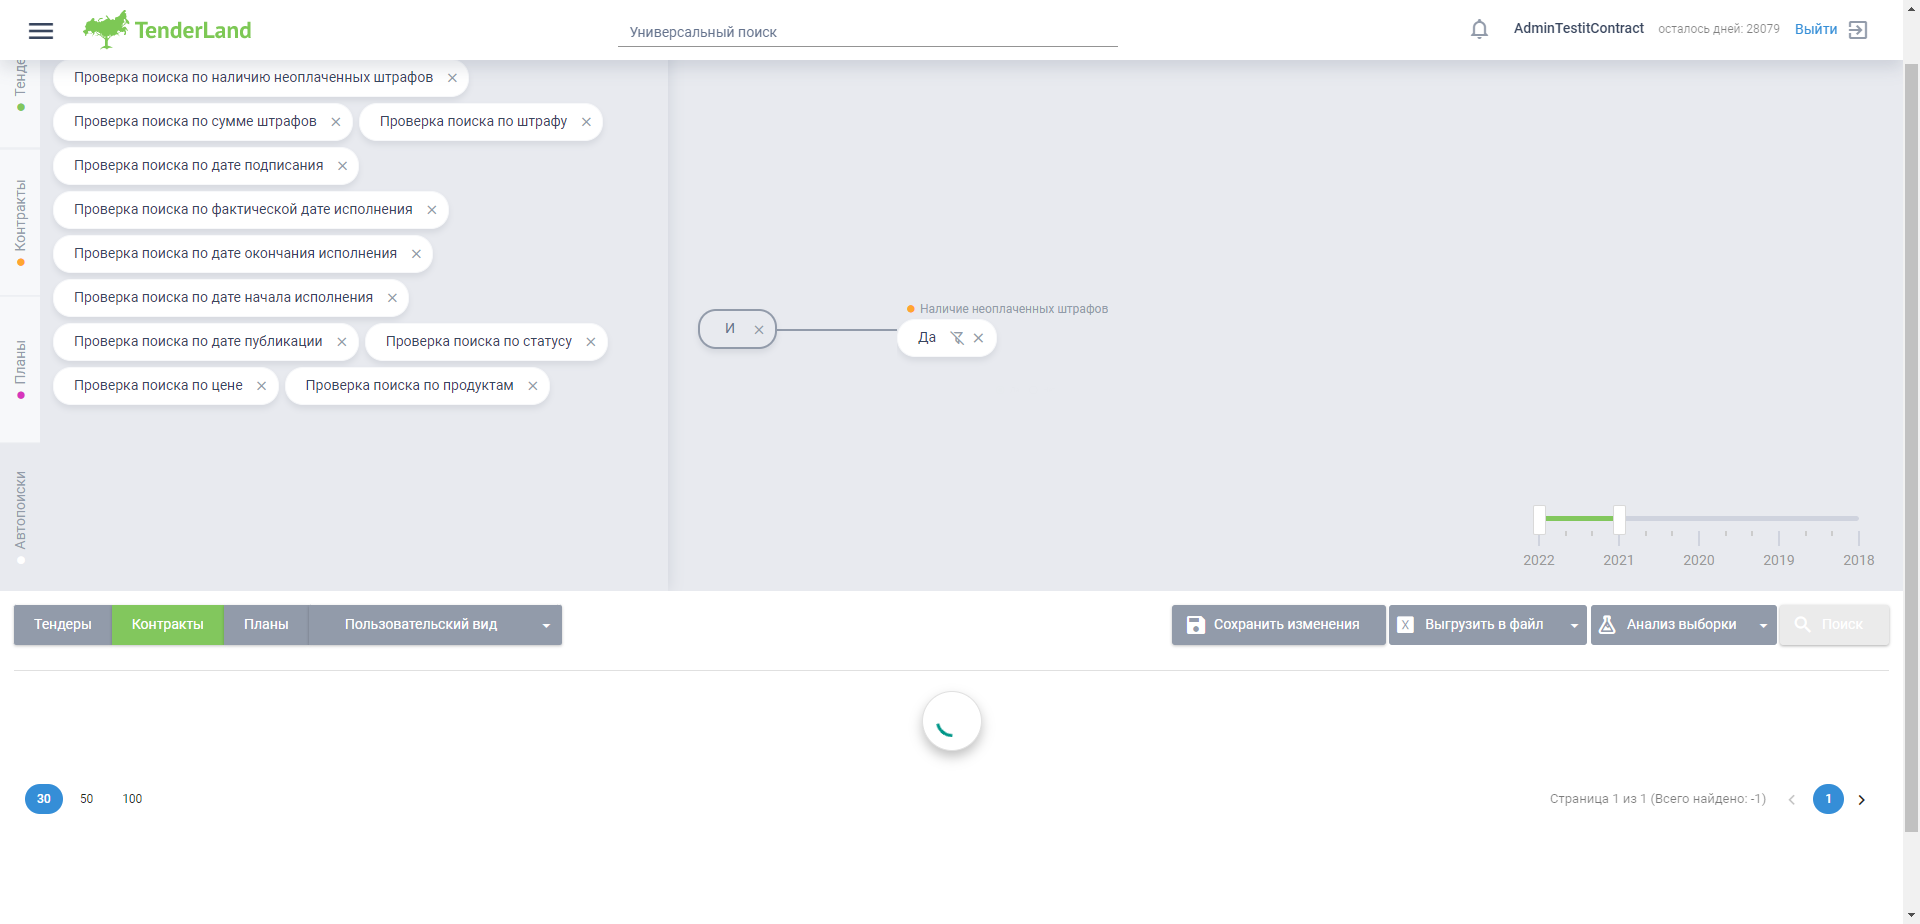 TenderLand
Универсальный поиск
AdminTestitContract
осталось дней: 28079
Выйти
Тенде
Контракты
Планы
Автопоиски
Проверка поиска по наличию неоплаченных штрафов
Проверка поиска по сумме штрафов
Проверка поиска по штрафу
Проверка поиска по дате подписания
Проверка поиска по фактической дате исполнения
Проверка поиска по дате окончания исполнения
Проверка поиска по дате начала исполнения
Проверка поиска по дате публикации
Проверка поиска по статусу
Проверка поиска по цене
Проверка поиска по продуктам
И
Наличие неоплаченных штрафов
Да
2022 2021 2020 2019 2018
Тендеры
Контракты
Планы
Пользовательский вид
Сохранить изменения
X Выгрузить в файл
Анализ выборки
Поиск
30 50 100
Страница 1 из 1 (Всего найдено: -1)
1